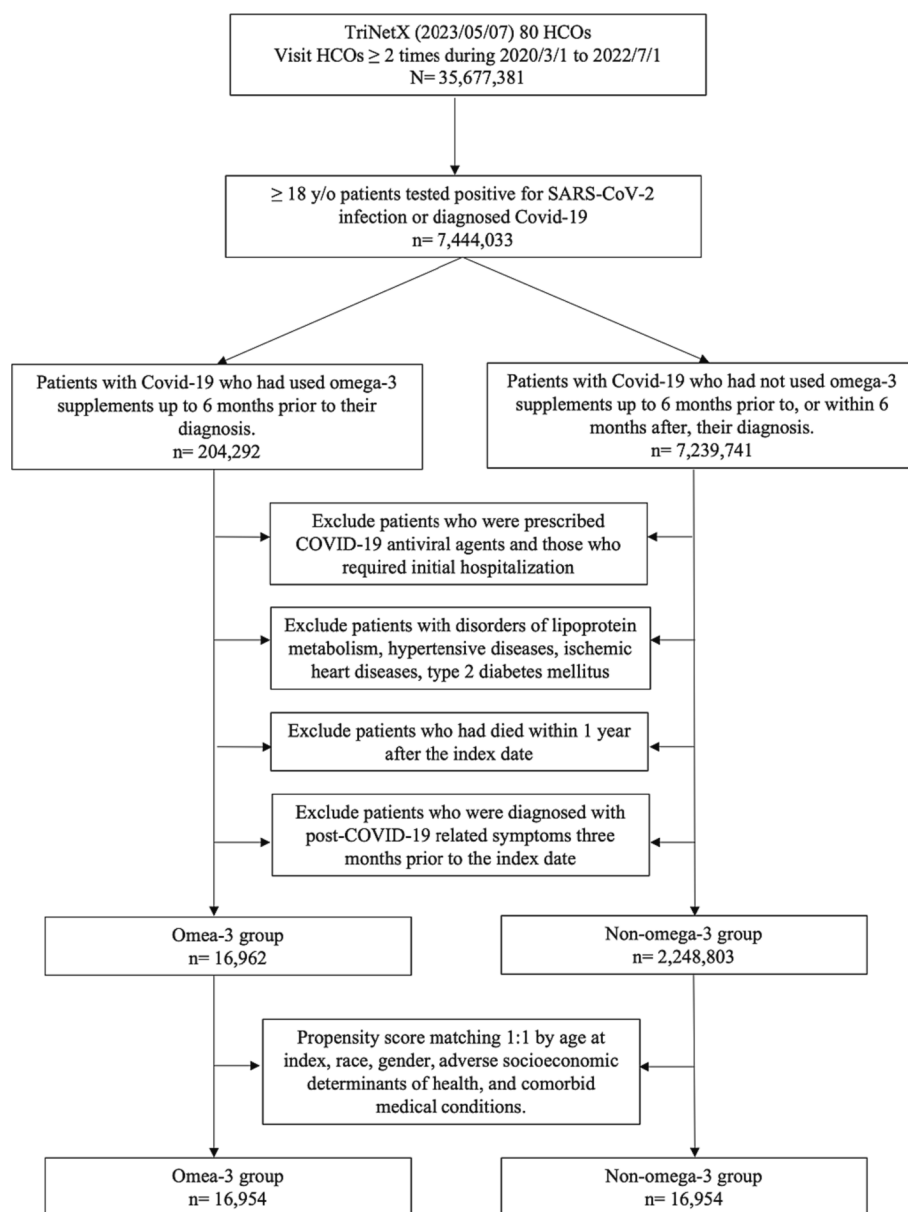 TriNetX (2023/05/07) 80 HCOs
Visit HCOs ≥ 2 times during 2020/3/1 to 2022/7/1
N= 35,677,381
≥ 18 y/o patients tested positive for SARS-CoV-2
infection or diagnosed Covid-19
n= 7,444,033
Patients with Covid-19 who had used omega-3
supplements up to 6 months prior to their
diagnosis.
n= 204,292
Patients with Covid-19 who had not used omega-3
supplements up to 6 months prior to, or within 6
months after, their diagnosis.
n= 7,239,741
Exclude patients who were prescribed
COVID-19 antiviral agents and those who
required initial hospitalization
Exclude patients with disorders of lipoprotein
metabolism, hypertensive diseases, ischemic
heart diseases, type 2 diabetes mellitus
Exclude patients who had died within 1 year
after the index date
Exclude patients who were diagnosed with
post-COVID-19 related symptoms three
months prior to the index date
Omea-3 group
n= 16,962
Non-omega-3 group
n= 2,248,803
Propensity score matching 1:1 by age at
index, race, gender, adverse socioeconomic
determinants of health, and comorbid
medical conditions.
Omea-3 group
n= 16,954
Non-omega-3 group
n= 16,954